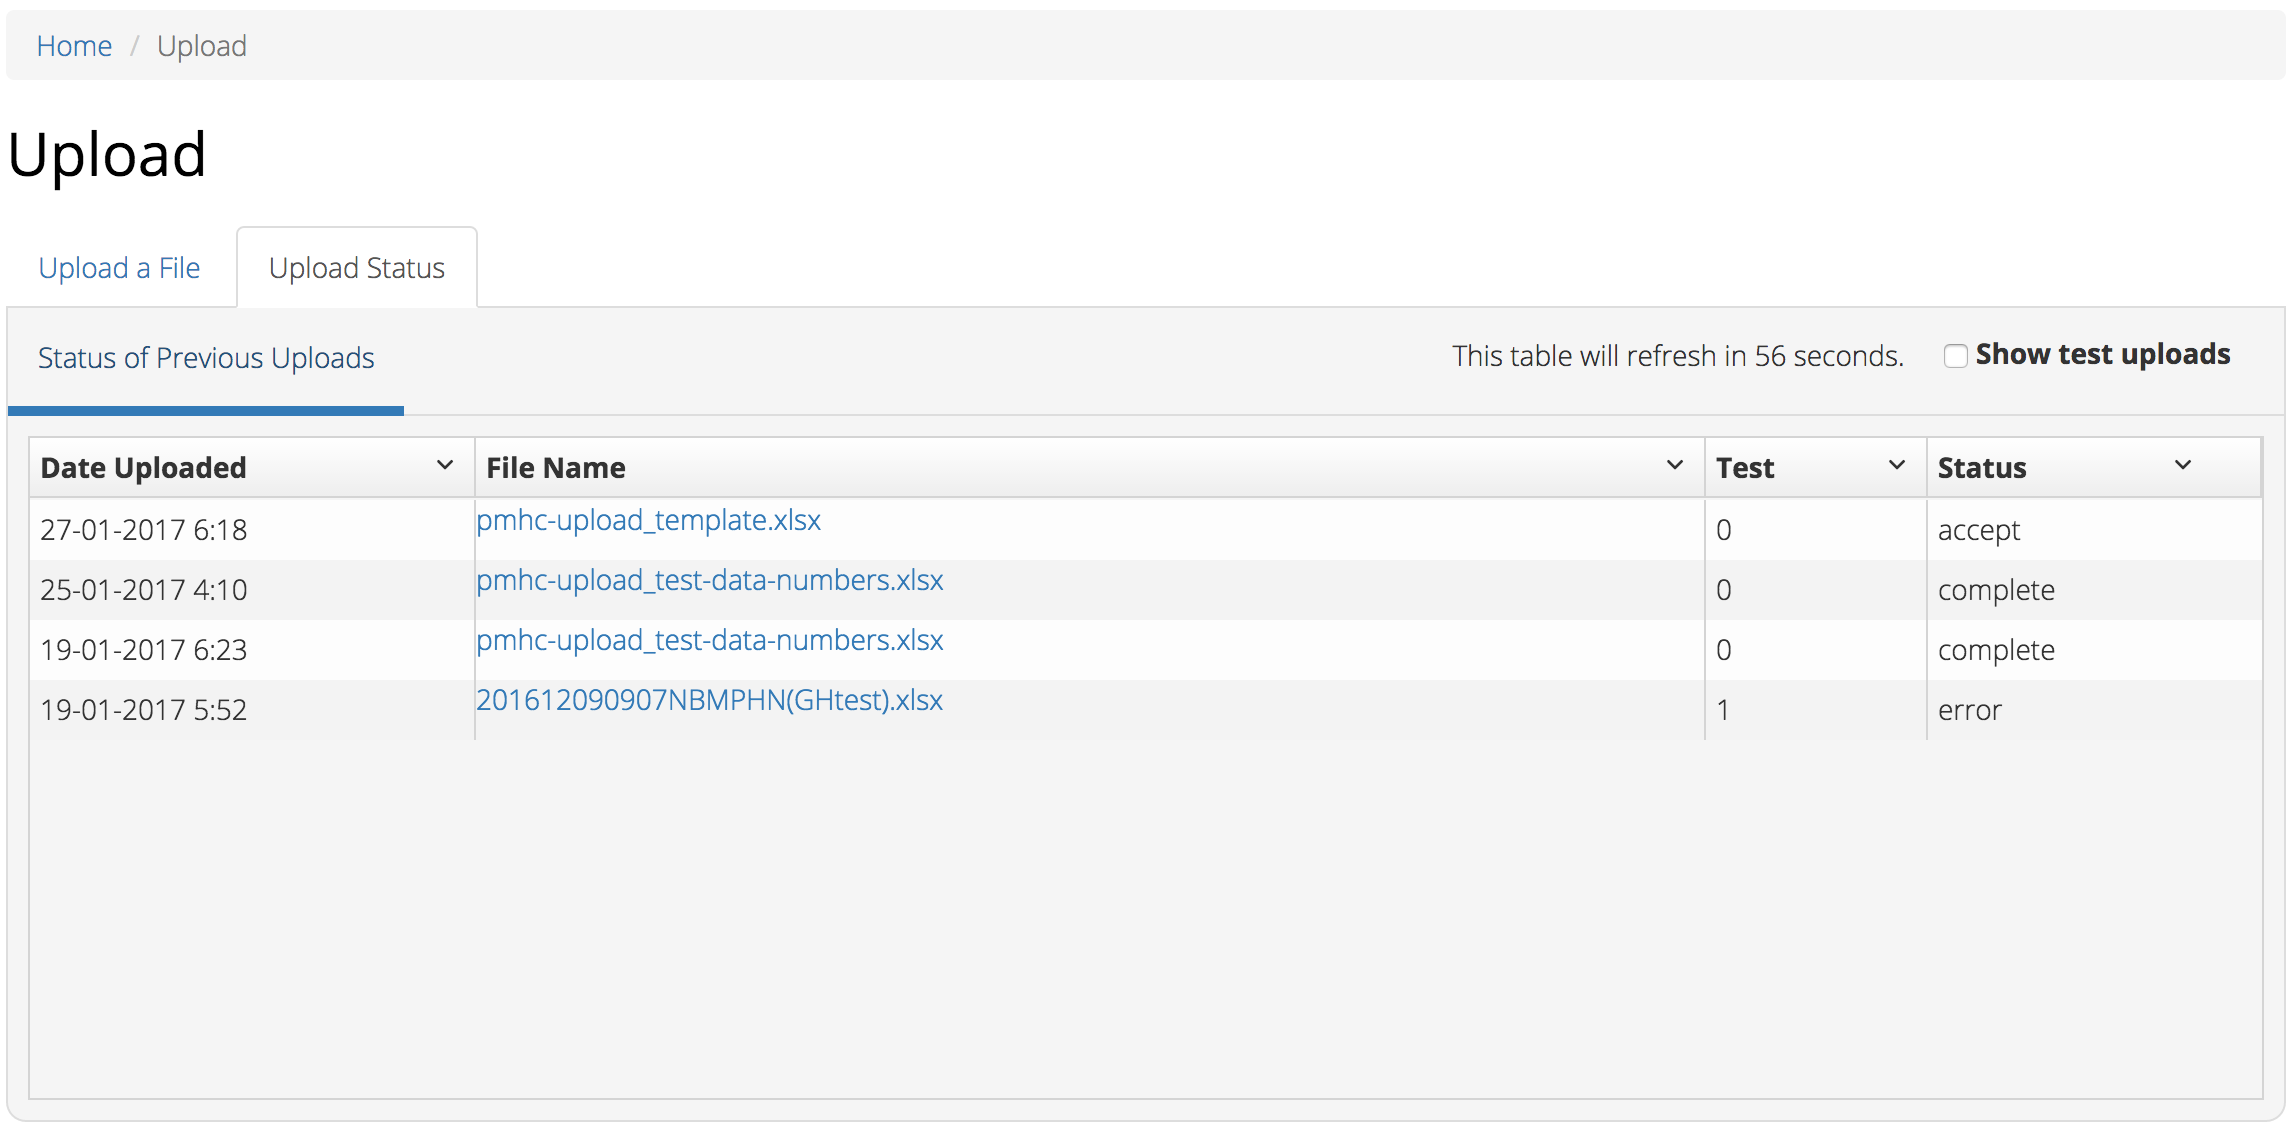 Home / Upload
Upload
Upload a File Upload Status
Status of Previous Uploads This table will refresh in 56 seconds. Show test uploads
Date Uploaded File Name Test Status
27-01-2017 6:18 pmhc-upload_template.xlsx 0 accept
25-01-2017 4:10 pmhc-upload_test-data-numbers.xlsx 0 complete
19-01-2017 6:23 pmhc-upload_test-data-numbers.xlsx 0 complete
19-01-2017 5:52 201612090907NBMPHN(GHtest).xlsx 1 error